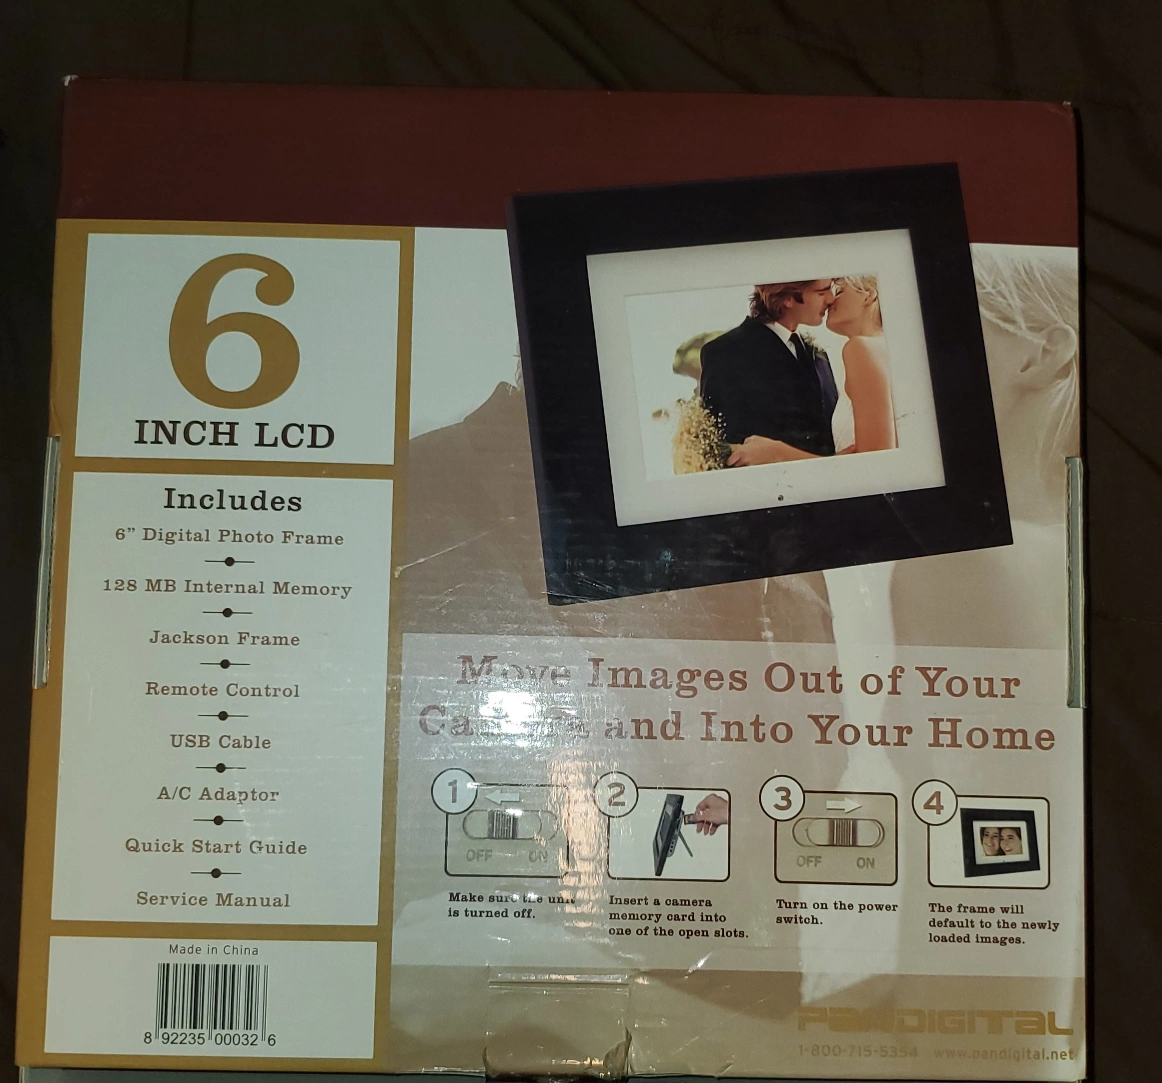 6
INCH LCD
Includes
6” Digital Photo Frame
128 MB Internal Memory
Jackson Frame
Remote Control
USB Cable
A/C Adaptor
Quick Start Guide
Service Manual
Made in China
8 92235 00032 6
Move Images Out of Your
Camera and Into Your Home
1
OFF ON
Make sure the unit
is turned off.
2
Insert a camera
memory card into
one of the open slots.
3
OFF ON
Turn on the power
switch.
4
The frame will
default to the newly
loaded images.
PANDIGITAL
1-800-715-5354 www.pandigital.net